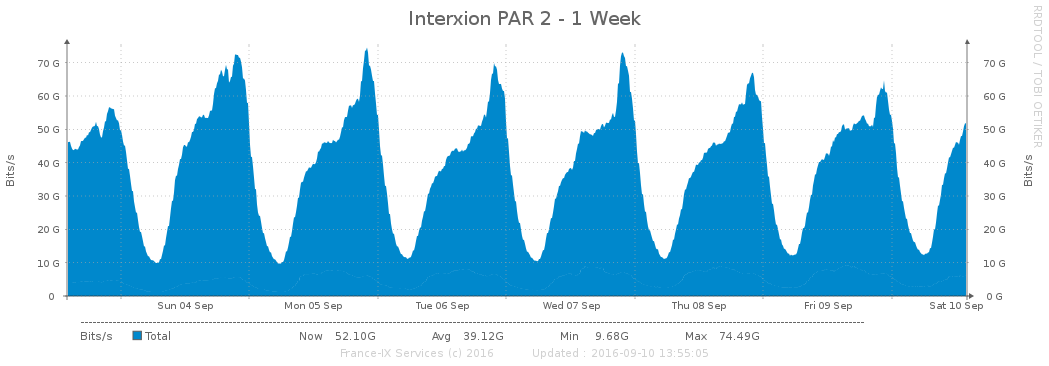 Interxion PAR 2 - 1 Week
RRDTOOL / TOBI OETIKER
Bits/s
70 G
60 G
50 G
40 G
30 G
20 G
10 G
0
70 G
60 G
50 G
40 G
30 G
20 G
10 G
0 G
Bits/s
Sun 04 Sep Mon 05 Sep Tue 06 Sep Wed 07 Sep Thu 08 Sep Fri 09 Sep Sat 10 Sep
Bits/s Total Now 52.10G Avg 39.12G Min 9.68G Max 74.49G
France-IX Services (c) 2016 Updated : 2016-09-10 13:55:05